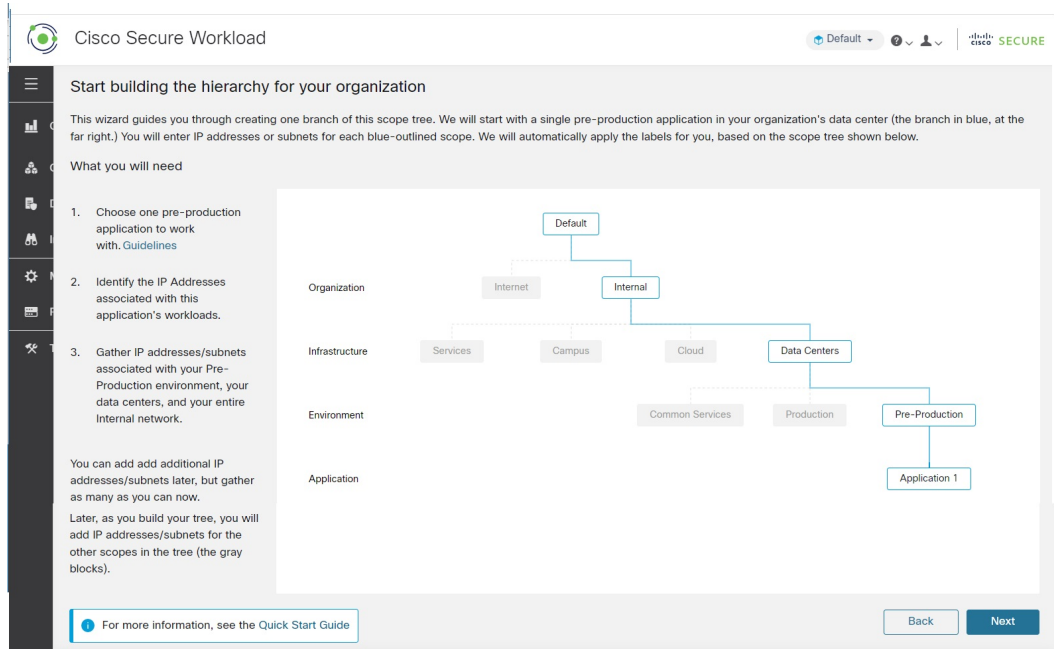 Cisco Secure Workload
Default
cisco SECURE
Start building the hierarchy for your organization
This wizard guides you through creating one branch of this scope tree. We will start with a single pre-production application in your organization's data center (the branch in blue, at the
far right.) You will enter IP addresses or subnets for each blue-outlined scope. We will automatically apply the labels for you, based on the scope tree shown below.
What you will need
1. Choose one pre-production
application to work
with. Guidelines
2. Identify the IP Addresses
associated with this
application's workloads.
3. Gather IP addresses/subnets
associated with your Pre-
Production environment, your
data centers, and your entire
Internal network.
You can add add additional IP
addresses/subnets later, but gather
as many as you can now.
Later, as you build your tree, you will
add IP addresses/subnets for the
other scopes in the tree (the gray
blocks).
Default
Organization
Internet
Internal
Infrastructure
Services
Campus
Cloud
Data Centers
Environment
Common Services
Production
Pre-Production
Application
Application 1
For more information, see the Quick Start Guide
Back
Next